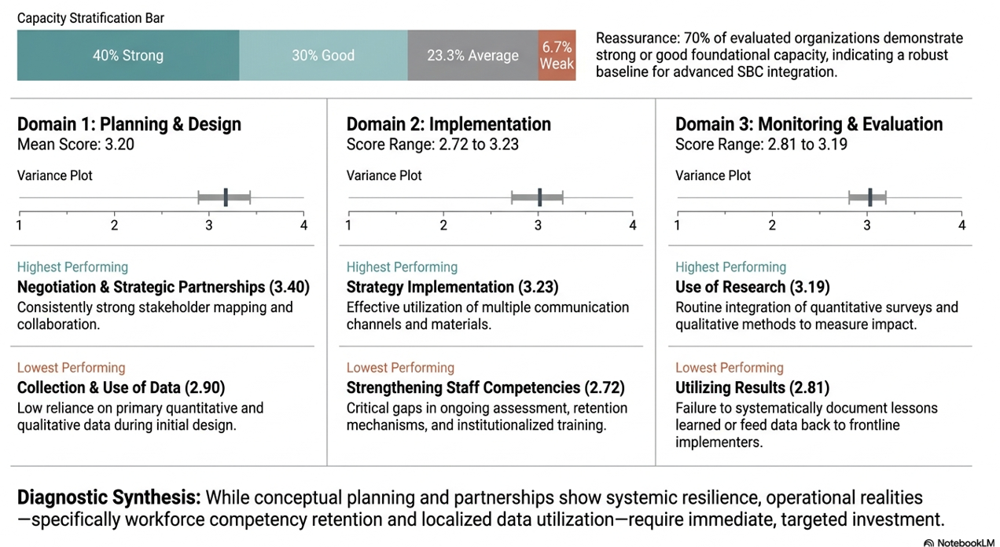 Capacity Stratification Bar
40% Strong
30% Good
23.3% Average
6.7%
Weak
Reassurance: 70% of evaluated organizations demonstrate
strong or good foundational capacity, indicating a robust
baseline for advanced SBC integration.
Domain 1: Planning & Design
Mean Score: 3.20
Variance Plot
1 2 3 4
Highest Performing
Negotiation & Strategic Partnerships (3.40)
Consistently strong stakeholder mapping and
collaboration.
Lowest Performing
Collection & Use of Data (2.90)
Low reliance on primary quantitative and
qualitative data during initial design.
Domain 2: Implementation
Score Range: 2.72 to 3.23
Variance Plot
1 2 3 4
Highest Performing
Strategy Implementation (3.23)
Effective utilization of multiple communication
channels and materials.
Lowest Performing
Strengthening Staff Competencies (2.72)
Critical gaps in ongoing assessment, retention
mechanisms, and institutionalized training.
Domain 3: Monitoring & Evaluation
Score Range: 2.81 to 3.19
Variance Plot
1 2 3 4
Highest Performing
Use of Research (3.19)
Routine integration of quantitative surveys and
qualitative methods to measure impact.
Lowest Performing
Utilizing Results (2.81)
Failure to systematically document lessons
learned or feed data back to frontline
implementers.
Diagnostic Synthesis: While conceptual planning and partnerships show systemic resilience, operational realities
—specifically workforce competency retention and localized data utilization—require immediate, targeted investment.
NotebookLM